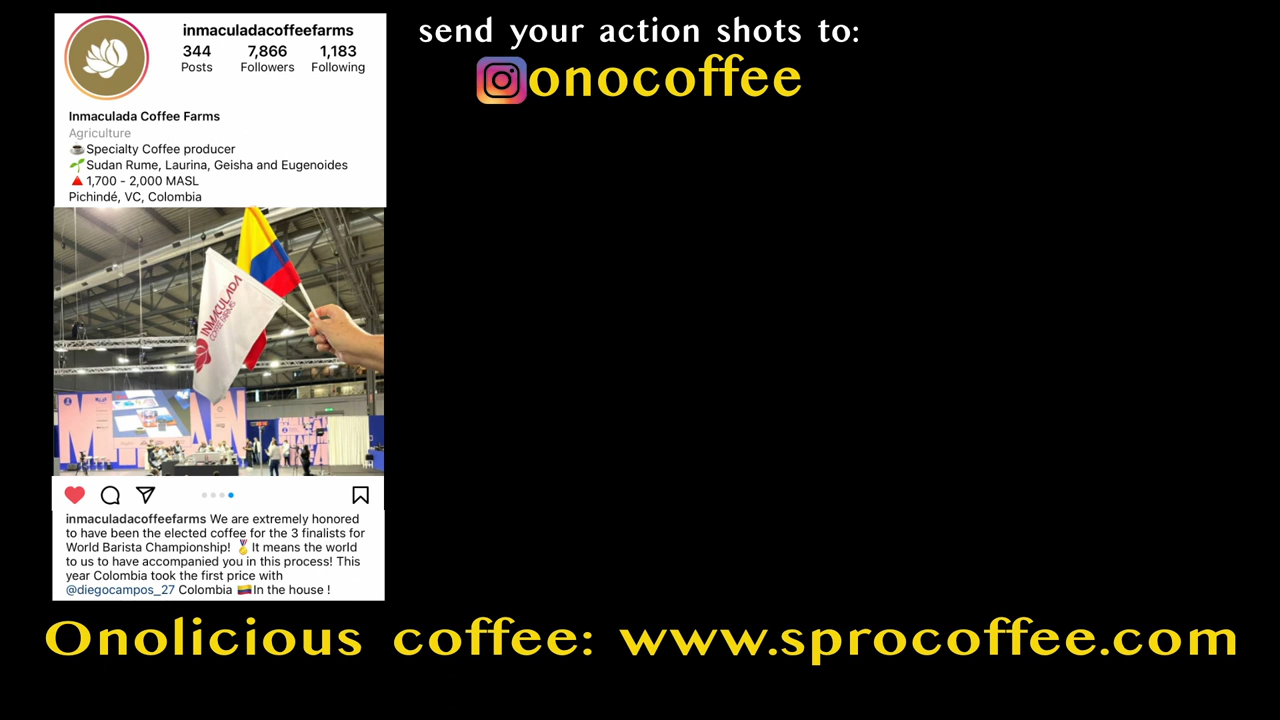 inmaculadacoffeefarms
344 7,866 1,183
Posts Followers Following
Inmaculada Coffee Farms
Agriculture
☕Specialty Coffee producer
🌱Sudan Rume, Laurina, Geisha and Eugenoides
🔺1,700 - 2,000 MASL
Pichindé, VC, Colombia
INMACULADA
COFFEE FARMS
inmaculadacoffeefarms We are extremely honored
to have been the elected coffee for the 3 finalists for
World Barista Championship! 🏅It means the world
to us to have accompanied you in this process! This
year Colombia took the first price with
@diegocampos_27 Colombia 🇨🇴In the house !
send your action shots to:
onocoffee
Onolicious coffee: www.sprocoffee.com